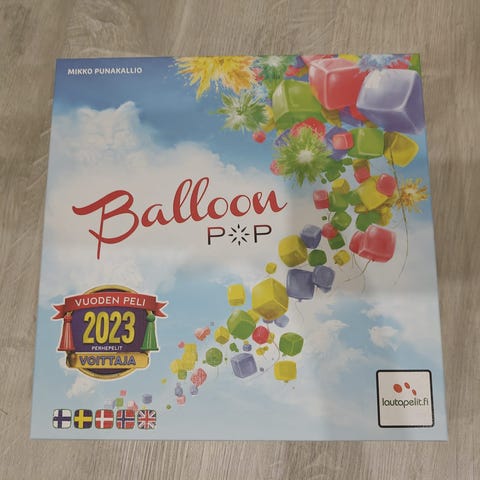 MIKKO PUNAKALLIO
Balloon
POP
VUODEN PELI
2023
PERHEPELIT
VOITTAJA
lautapelit.fi